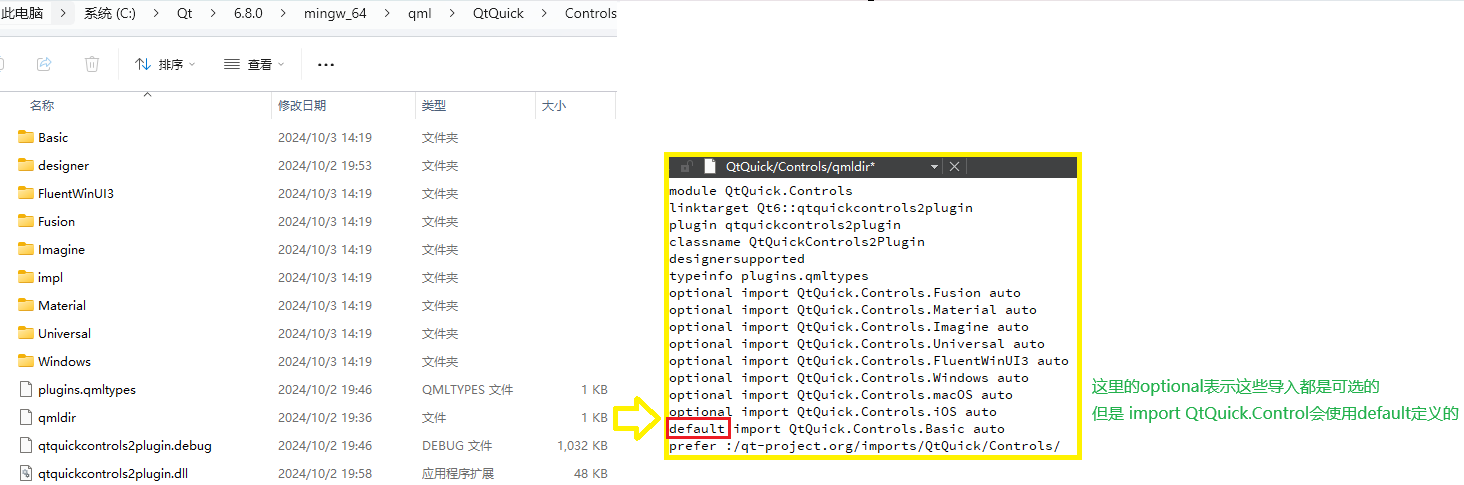 此电脑 > 系统 (C:) > Qt > 6.8.0 > mingw_64 > qml > QtQuick > Controls
排序 查看 ...
名称 修改日期 类型 大小
Basic 2024/10/3 14:19 文件夹
designer 2024/10/2 19:53 文件夹
FluentWinUI3 2024/10/3 14:19 文件夹
Fusion 2024/10/3 14:19 文件夹
Imagine 2024/10/3 14:19 文件夹
impl 2024/10/3 14:19 文件夹
Material 2024/10/3 14:19 文件夹
Universal 2024/10/3 14:19 文件夹
Windows 2024/10/3 14:19 文件夹
plugins.qmltypes 2024/10/2 19:46 QMLTYPES 文件 1 KB
qmldir 2024/10/2 19:36 文件 1 KB
qtquickcontrols2plugin.debug 2024/10/2 19:46 DEBUG 文件 1,032 KB
qtquickcontrols2plugin.dll 2024/10/2 19:58 应用程序扩展 48 KB
QtQuick/Controls/qmldir*
module QtQuick.Controls
linktarget Qt6::qtquickcontrols2plugin
plugin qtquickcontrols2plugin
classname QtQuickControls2Plugin
designersupported
typeinfo plugins.qmltypes
optional import QtQuick.Controls.Fusion auto
optional import QtQuick.Controls.Material auto
optional import QtQuick.Controls.Imagine auto
optional import QtQuick.Controls.Universal auto
optional import QtQuick.Controls.FluentWinUI3 auto
optional import QtQuick.Controls.Windows auto
optional import QtQuick.Controls.macOS auto
optional import QtQuick.Controls.iOS auto
default import QtQuick.Controls.Basic auto
prefer :/qt-project.org/imports/QtQuick/Controls/
这里的optional表示这些导入都是可选的
但是 import QtQuick.Control会使用default定义的